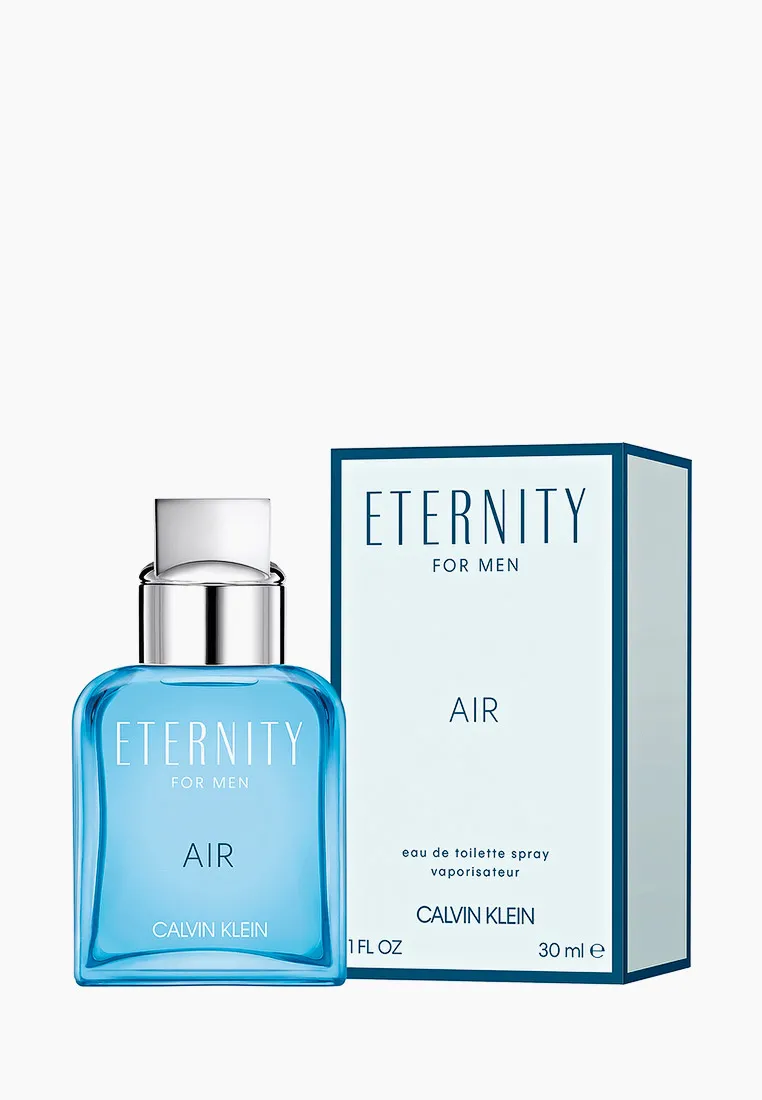 ETERNITY
FOR MEN
AIR
CALVIN KLEIN
ETERNITY
FOR MEN
AIR
eau de toilette spray
vaporisateur
CALVIN KLEIN
1 FL OZ 30 ml ℮